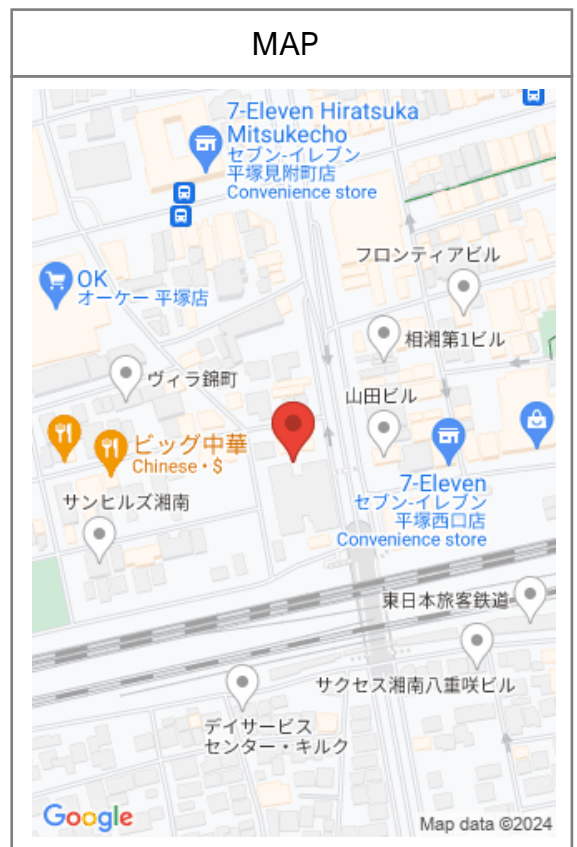 MAP
7-Eleven Hiratsuka
Mitsukecho
セブン-イレブン
平塚見附町店
Convenience store
フロンティアビル
OK
オーケー 平塚店
相湘第1ビル
ヴィラ錦町
山田ビル
ビッグ中華
Chinese・$
7-Eleven
セブン-イレブン
平塚西口店
Convenience store
サンヒルズ湘南
東日本旅客鉄道
サクセス湘南八重咲ビル
デイサービス
センター・キルク
Google
Map data ©2024